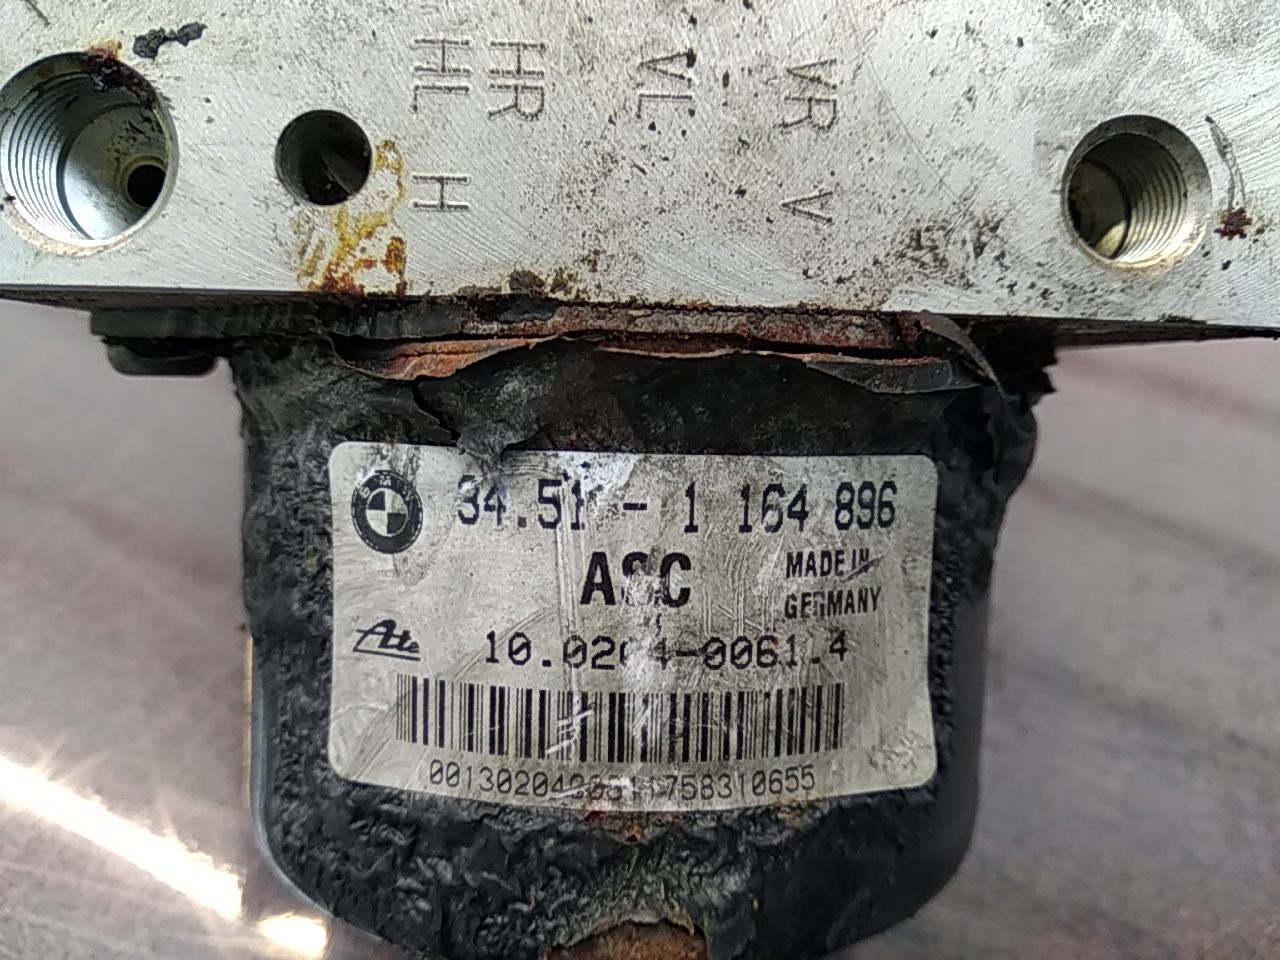 HL HR VL VR
H V
34.51 - 1 164 896
ASC
MADE IN
GERMANY
Ate
10.0204-0061.4